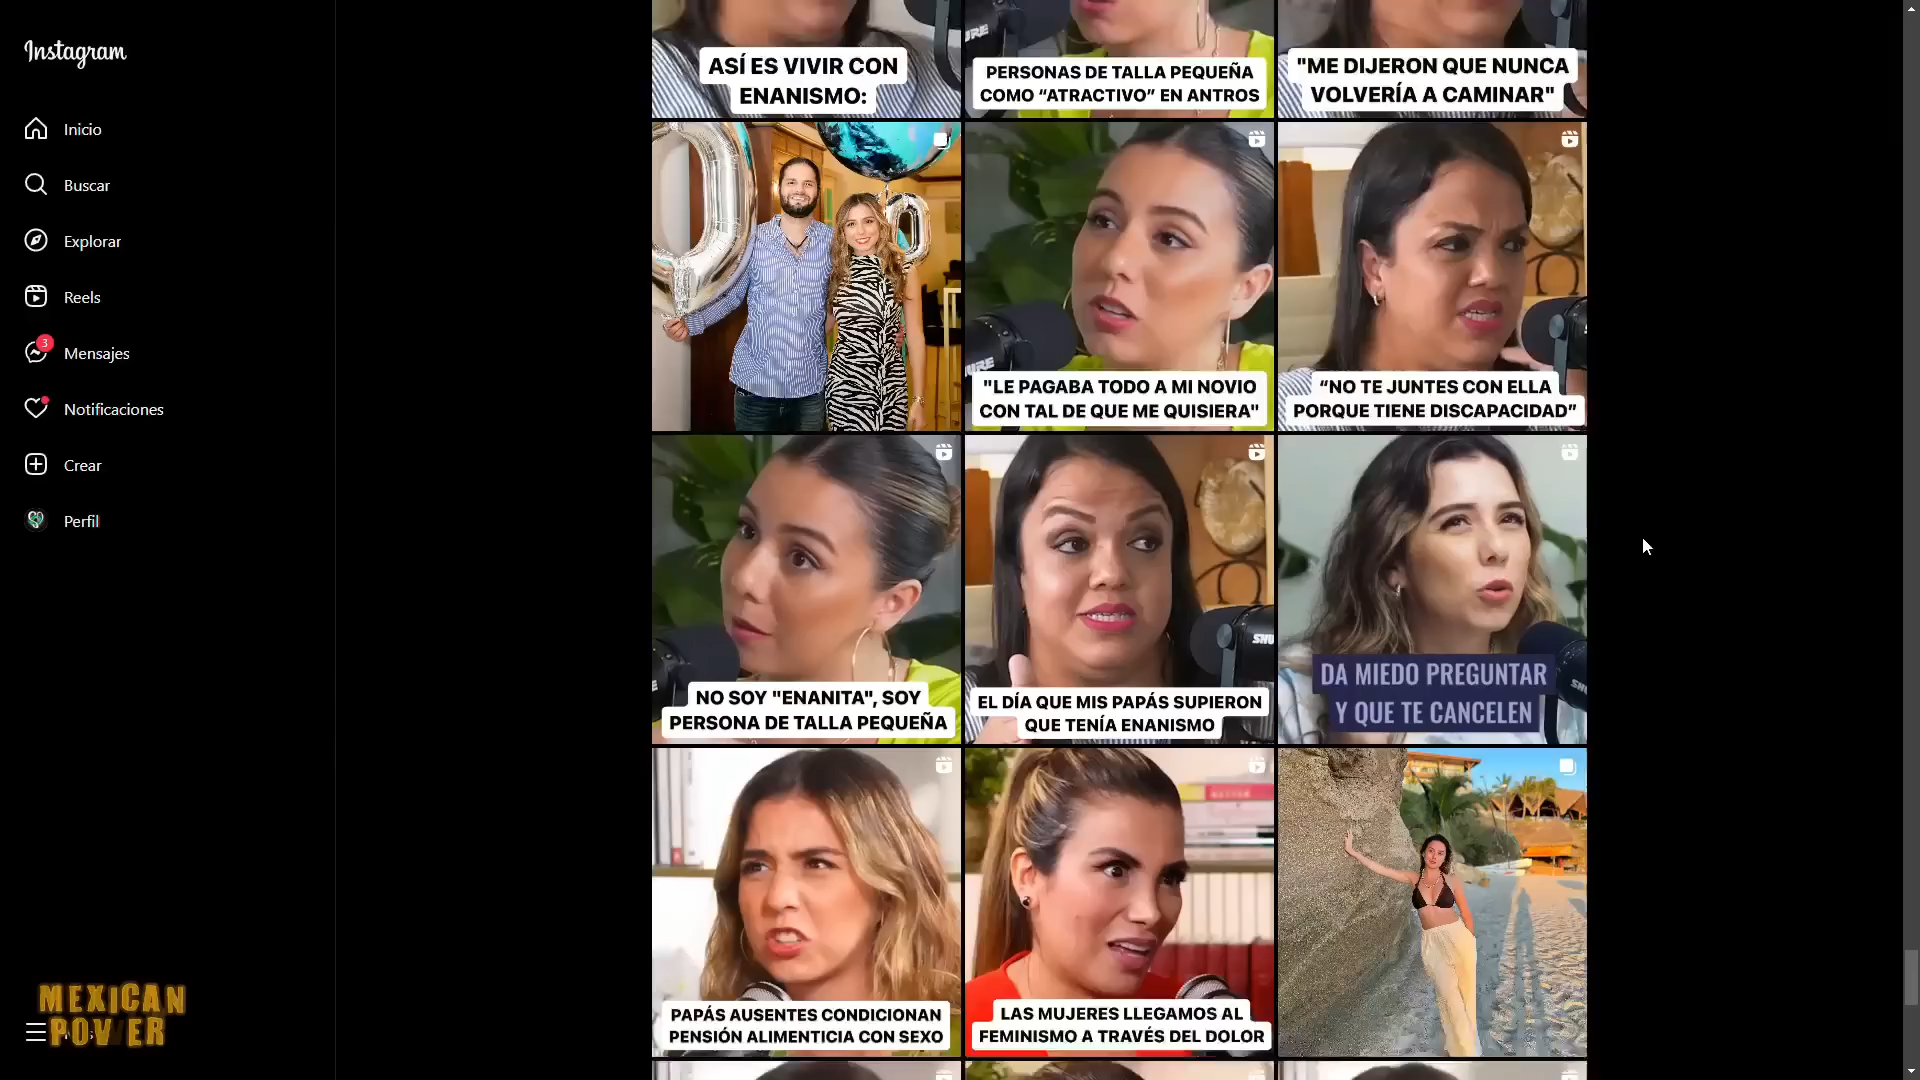 Instagram
Inicio
Buscar
Explorar
Reels
3
Mensajes
Notificaciones
Crear
Perfil
MEXICAN
POWER
ASÍ ES VIVIR CON
ENANISMO:
PERSONAS DE TALLA PEQUEÑA
COMO “ATRACTIVO” EN ANTROS
"ME DIJERON QUE NUNCA
VOLVERÍA A CAMINAR"
"LE PAGABA TODO A MI NOVIO
CON TAL DE QUE ME QUISIERA"
“NO TE JUNTES CON ELLA
PORQUE TIENE DISCAPACIDAD”
NO SOY "ENANITA", SOY
PERSONA DE TALLA PEQUEÑA
EL DÍA QUE MIS PAPÁS SUPIERON
QUE TENÍA ENANISMO
DA MIEDO PREGUNTAR
Y QUE TE CANCELEN
PAPÁS AUSENTES CONDICIONAN
PENSIÓN ALIMENTICIA CON SEXO
LAS MUJERES LLEGAMOS AL
FEMINISMO A TRAVÉS DEL DOLOR